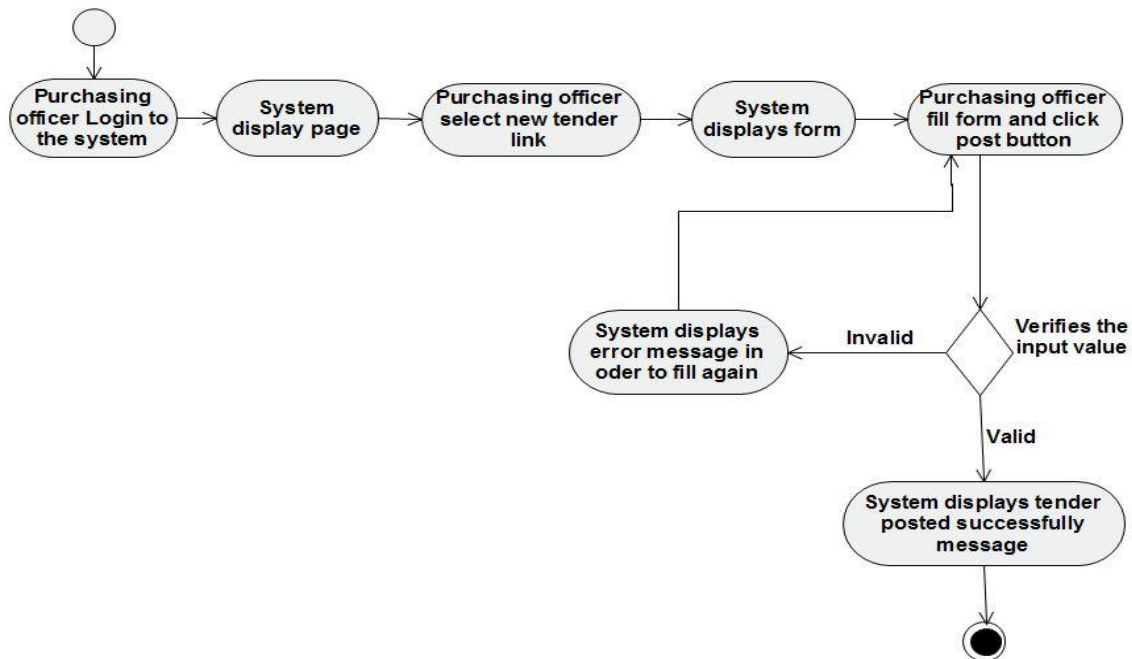 Purchasing
officer Login to
the system
System
display page
Purchasing officer
select new tender
link
System
displays form
Purchasing officer
fill form and click
post button
System displays
error message in
oder to fill again
Invalid
Verifies the
input value
Valid
System displays tender
posted successfully
message